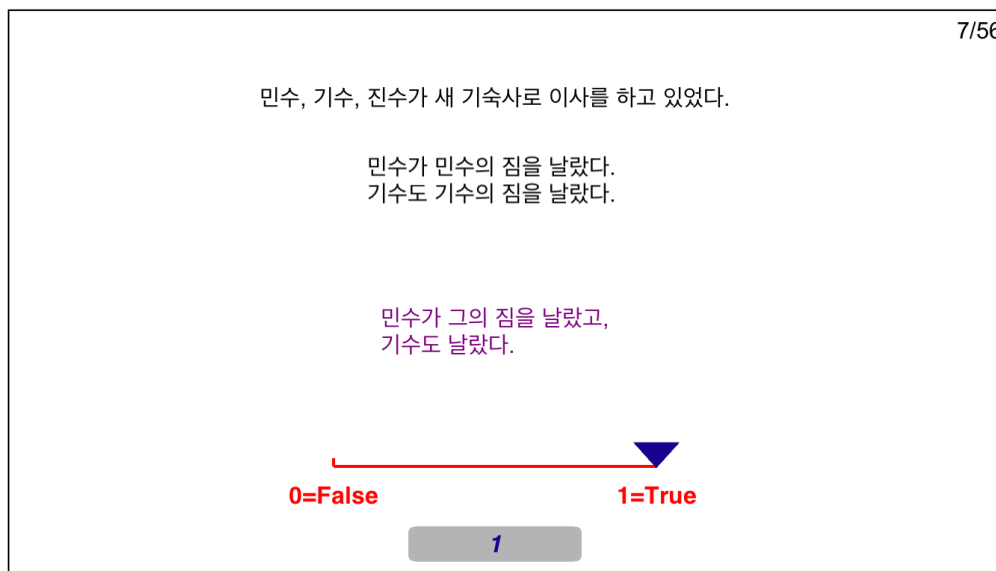 7/56
민수, 기수, 진수가 새 기숙사로 이사를 하고 있었다.
민수가 민수의 짐을 날랐다.
기수도 기수의 짐을 날랐다.
민수가 그의 짐을 날랐고,
기수도 날랐다.
0=False 1=True
1